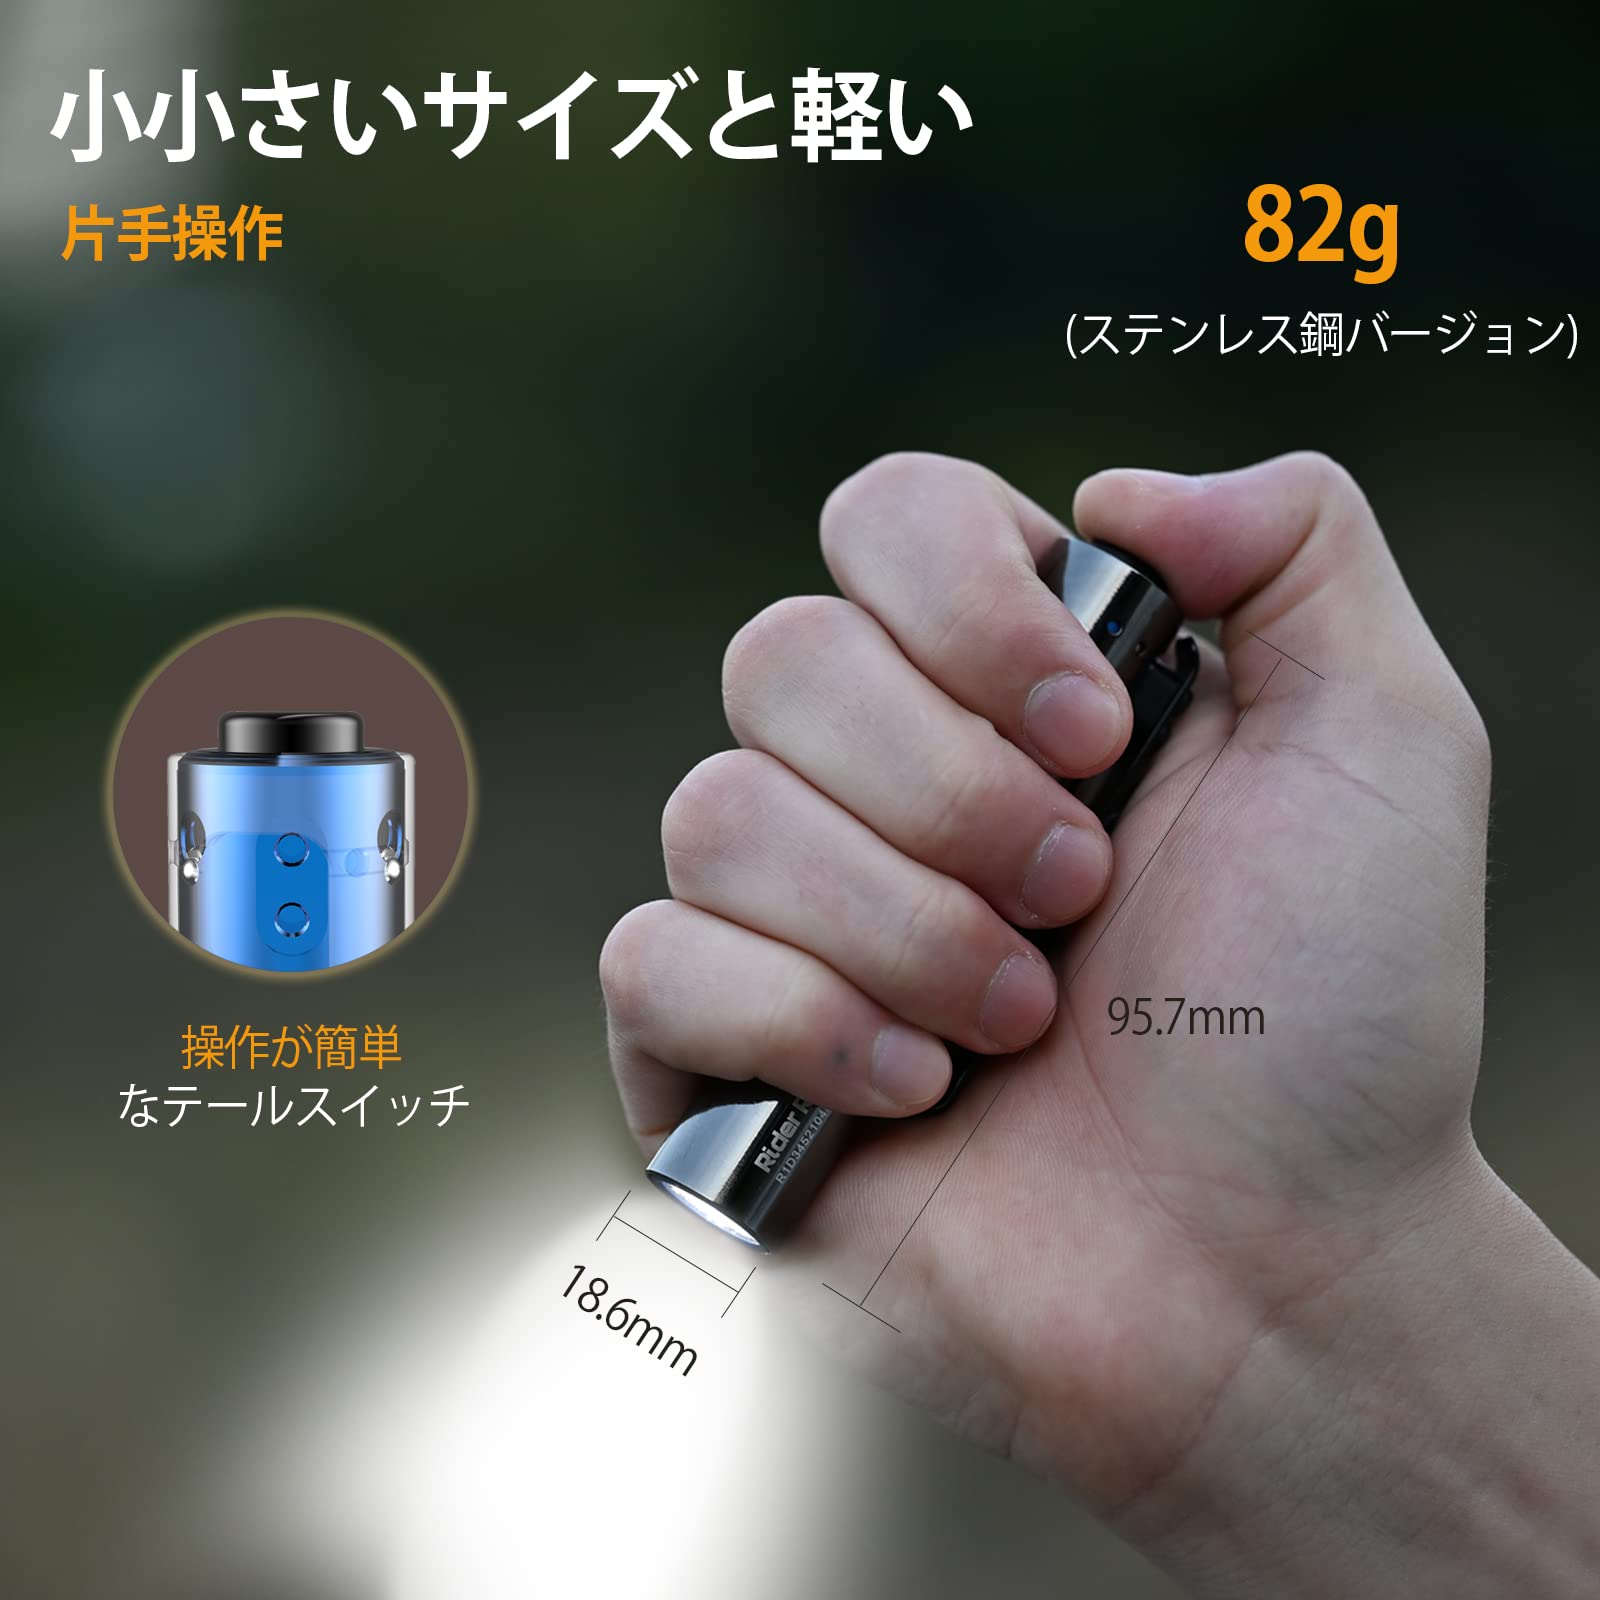 小小さいサイズと軽い
片手操作
82g
(ステンレス鋼バージョン)
操作が簡単
なテールスイッチ
95.7mm
18.6mm
Rider
R1D3452104